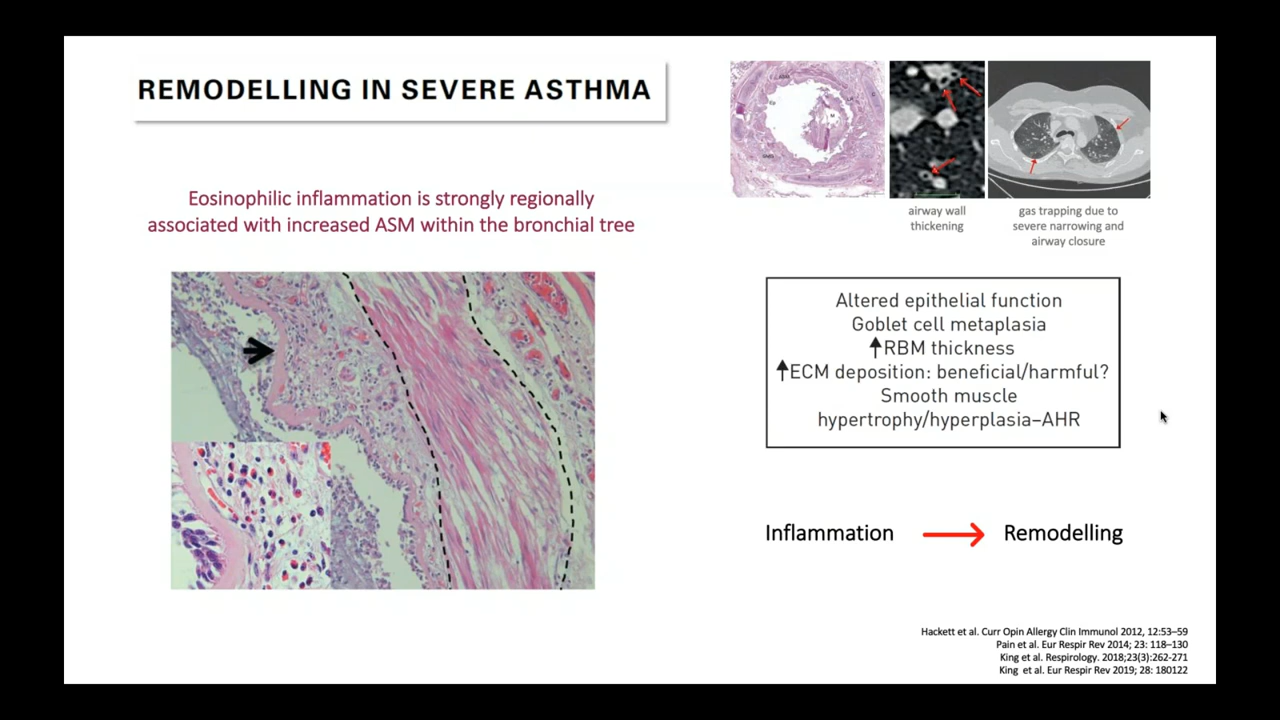 REMODELLING IN SEVERE ASTHMA
Eosinophilic inflammation is strongly regionally
associated with increased ASM within the bronchial tree
airway wall
thickening
gas trapping due to
severe narrowing and
airway closure
Altered epithelial function
Goblet cell metaplasia
↑RBM thickness
↑ECM deposition: beneficial/harmful?
Smooth muscle
hypertrophy/hyperplasia–AHR
Inflammation → Remodelling
Hackett et al. Curr Opin Allergy Clin Immunol 2012, 12:53–59
Pain et al. Eur Respir Rev 2014; 23: 118–130
King et al. Respirology. 2018;23(3):262-271
King et al. Eur Respir Rev 2019; 28: 180122